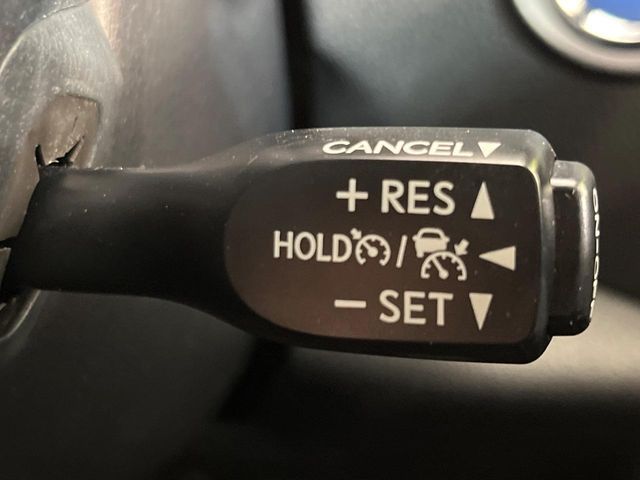 CANCEL▼
+ RES ▲
HOLD / ◀
− SET ▼